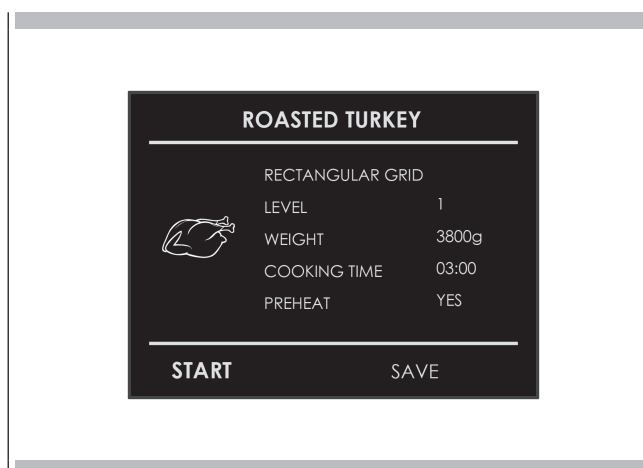 ROASTED TURKEY
RECTANGULAR GRID
LEVEL 1
WEIGHT 3800g
COOKING TIME 03:00
PREHEAT YES
START SAVE